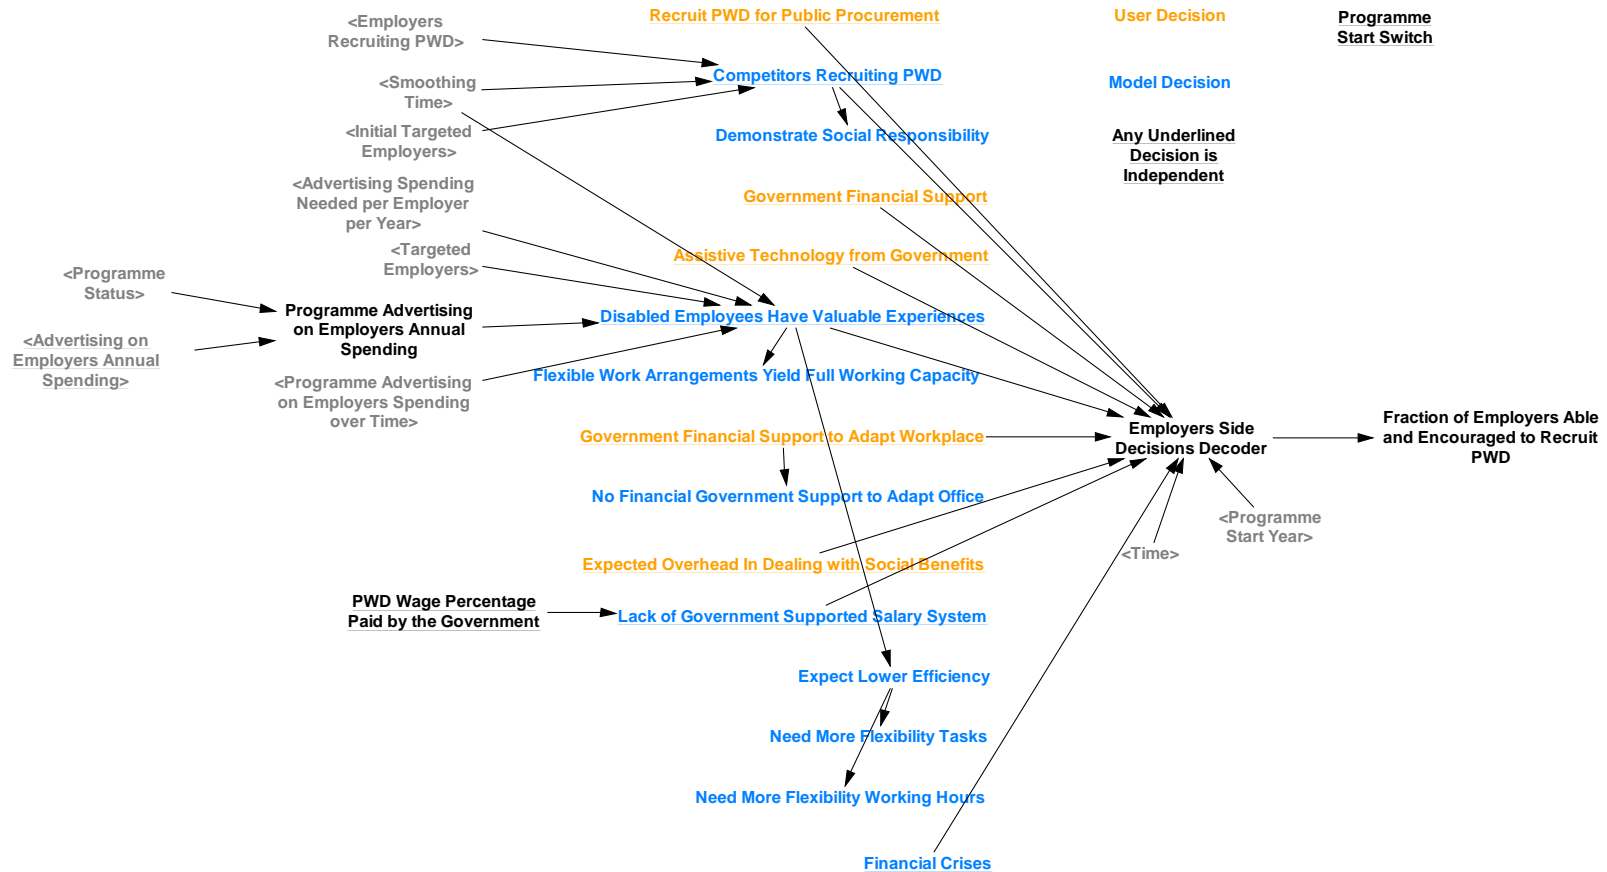 Recruit PWD for Public Procurement
User Decision
Programme
Start Switch
<Employers
Recruiting PWD>
Competitors Recruiting PWD
Model Decision
<Smoothing
Time>
<Initial Targeted
Employers>
Demonstrate Social Responsibility
Any Underlined
Decision is
Independent
<Advertising Spending
Needed per Employer
per Year>
Government Financial Support
<Targeted
Employers>
Assistive Technology from Government
<Programme
Status>
Programme Advertising
on Employers Annual
Spending
Disabled Employees Have Valuable Experiences
<Advertising on
Employers Annual
Spending>
Flexible Work Arrangements Yield Full Working Capacity
<Programme Advertising
on Employers Spending
over Time>
Government Financial Support to Adapt Workplace
Employers Side
Decisions Decoder
Fraction of Employers Able
and Encouraged to Recruit
PWD
No Financial Government Support to Adapt Office
<Programme
Start Year>
<Time>
Expected Overhead In Dealing with Social Benefits
PWD Wage Percentage
Paid by the Government
Lack of Government Supported Salary System
Expect Lower Efficiency
Need More Flexibility Tasks
Need More Flexibility Working Hours
Financial Crises